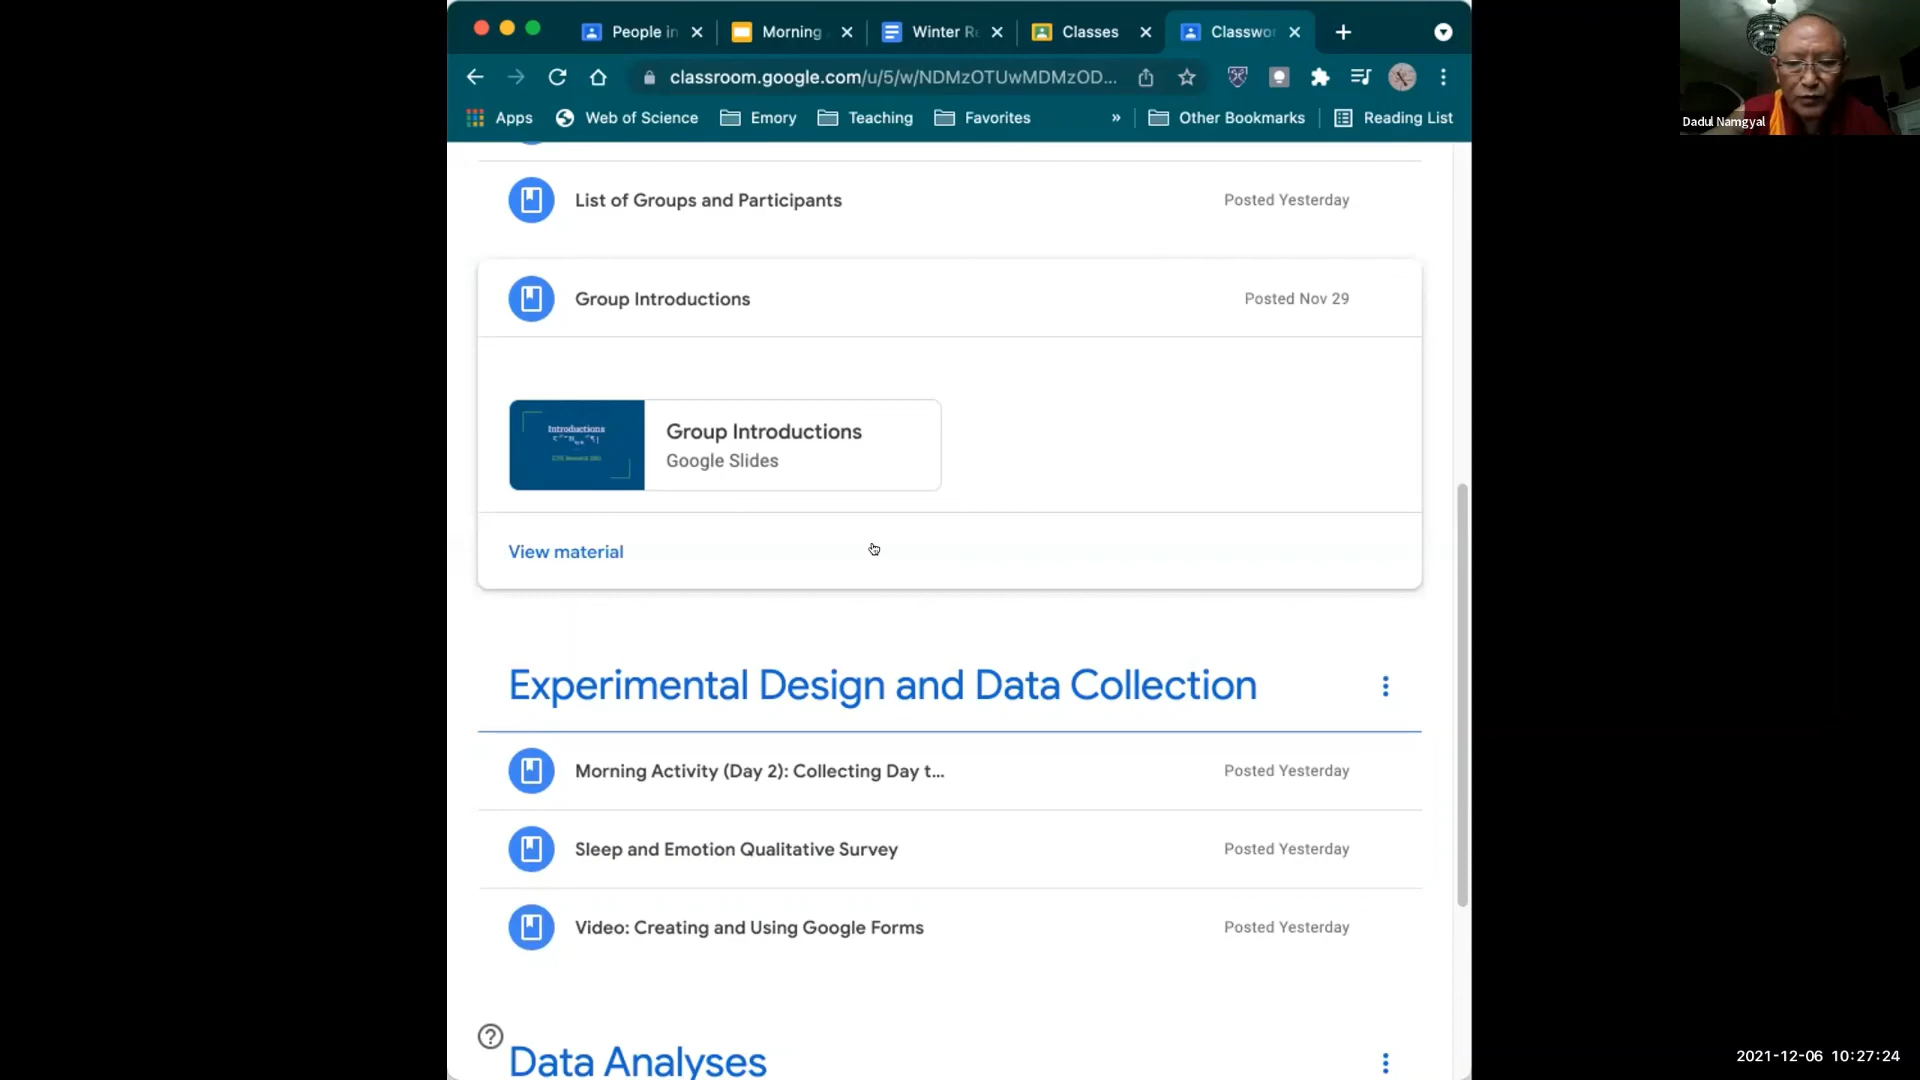 People in
Morning
Winter Re
Classes
Classwor
classroom.google.com/u/5/w/NDMzOTUwMDMzOD...
Apps
Web of Science
Emory
Teaching
Favorites
»
Other Bookmarks
Reading List
Dadul Namgyal
List of Groups and Participants
Posted Yesterday
Group Introductions
Posted Nov 29
Introductions
Group Introductions
Google Slides
View material
Experimental Design and Data Collection
Morning Activity (Day 2): Collecting Day t...
Posted Yesterday
Sleep and Emotion Qualitative Survey
Posted Yesterday
Video: Creating and Using Google Forms
Posted Yesterday
Data Analyses
2021-12-06 10:27:24